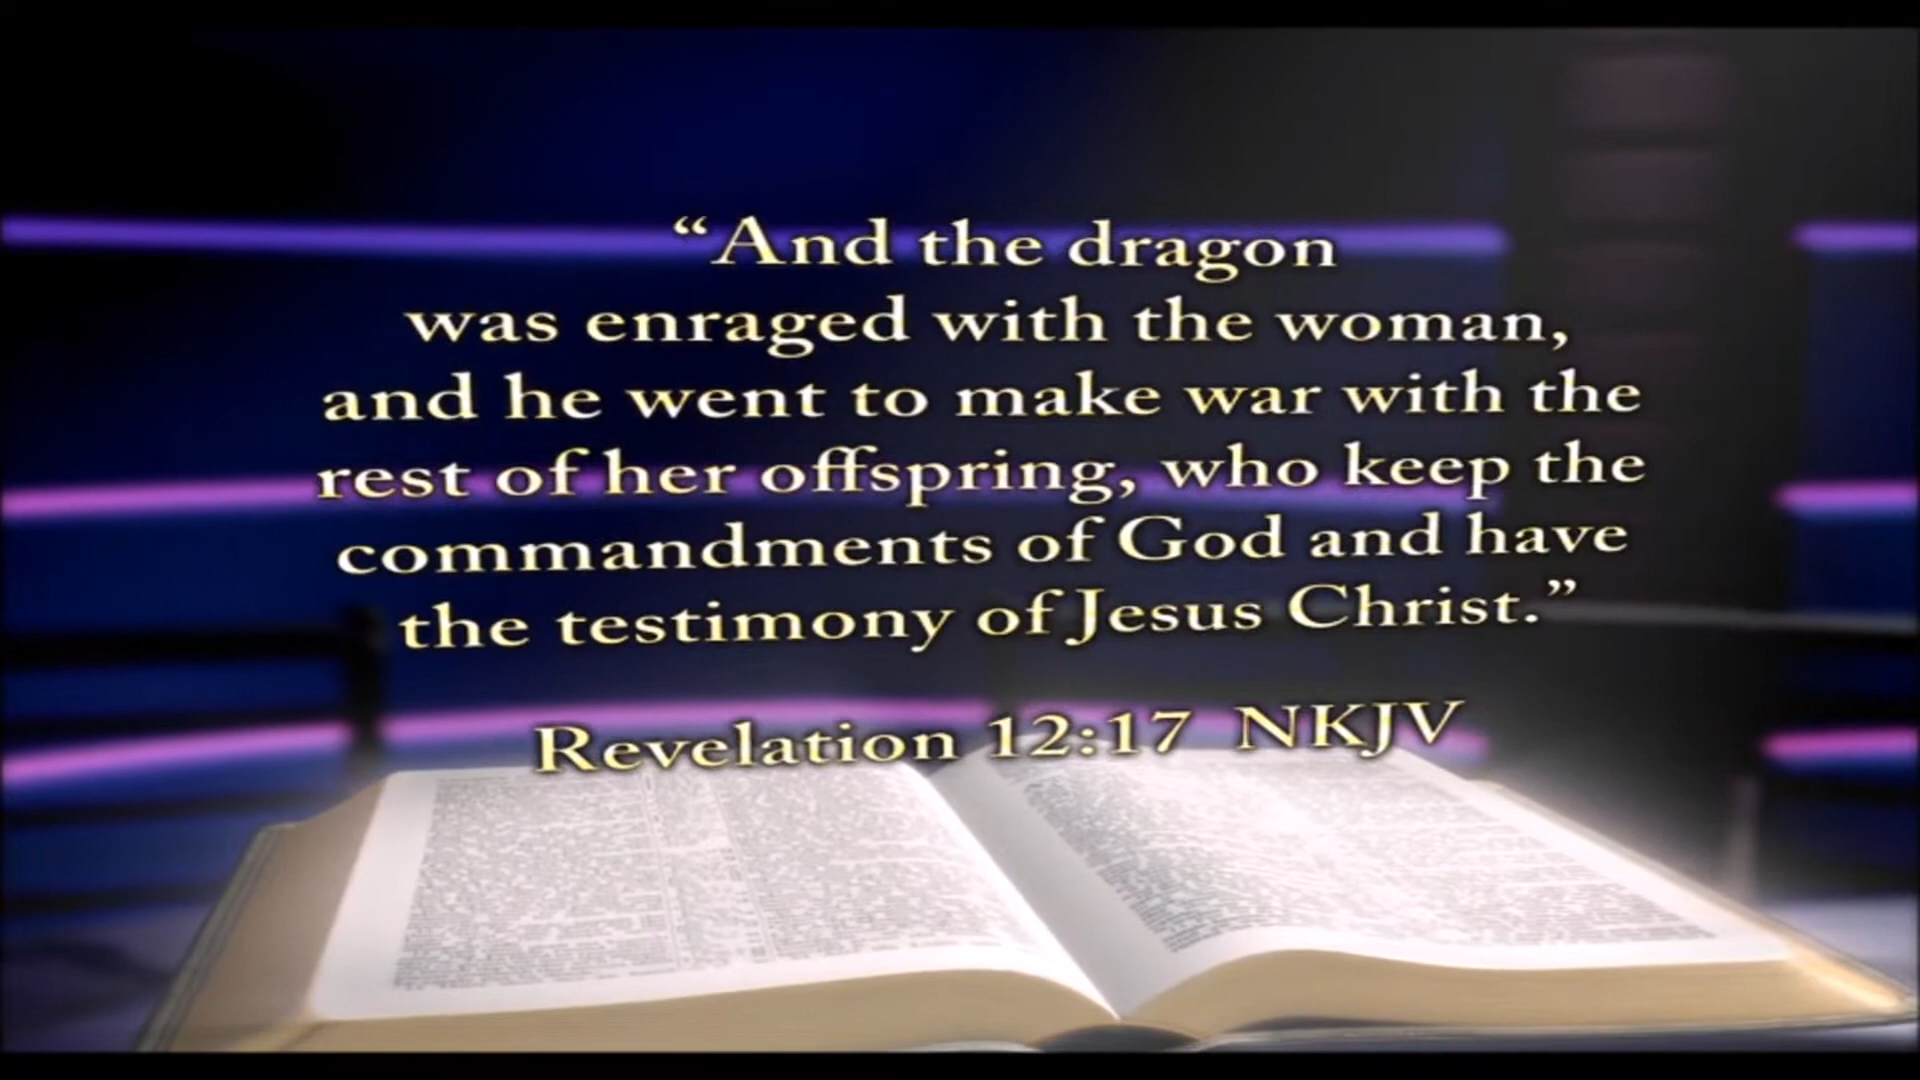 “And the dragon
was enraged with the woman,
and he went to make war with the
rest of her offspring, who keep the
commandments of God and have
the testimony of Jesus Christ.”
Revelation 12:17 NKJV